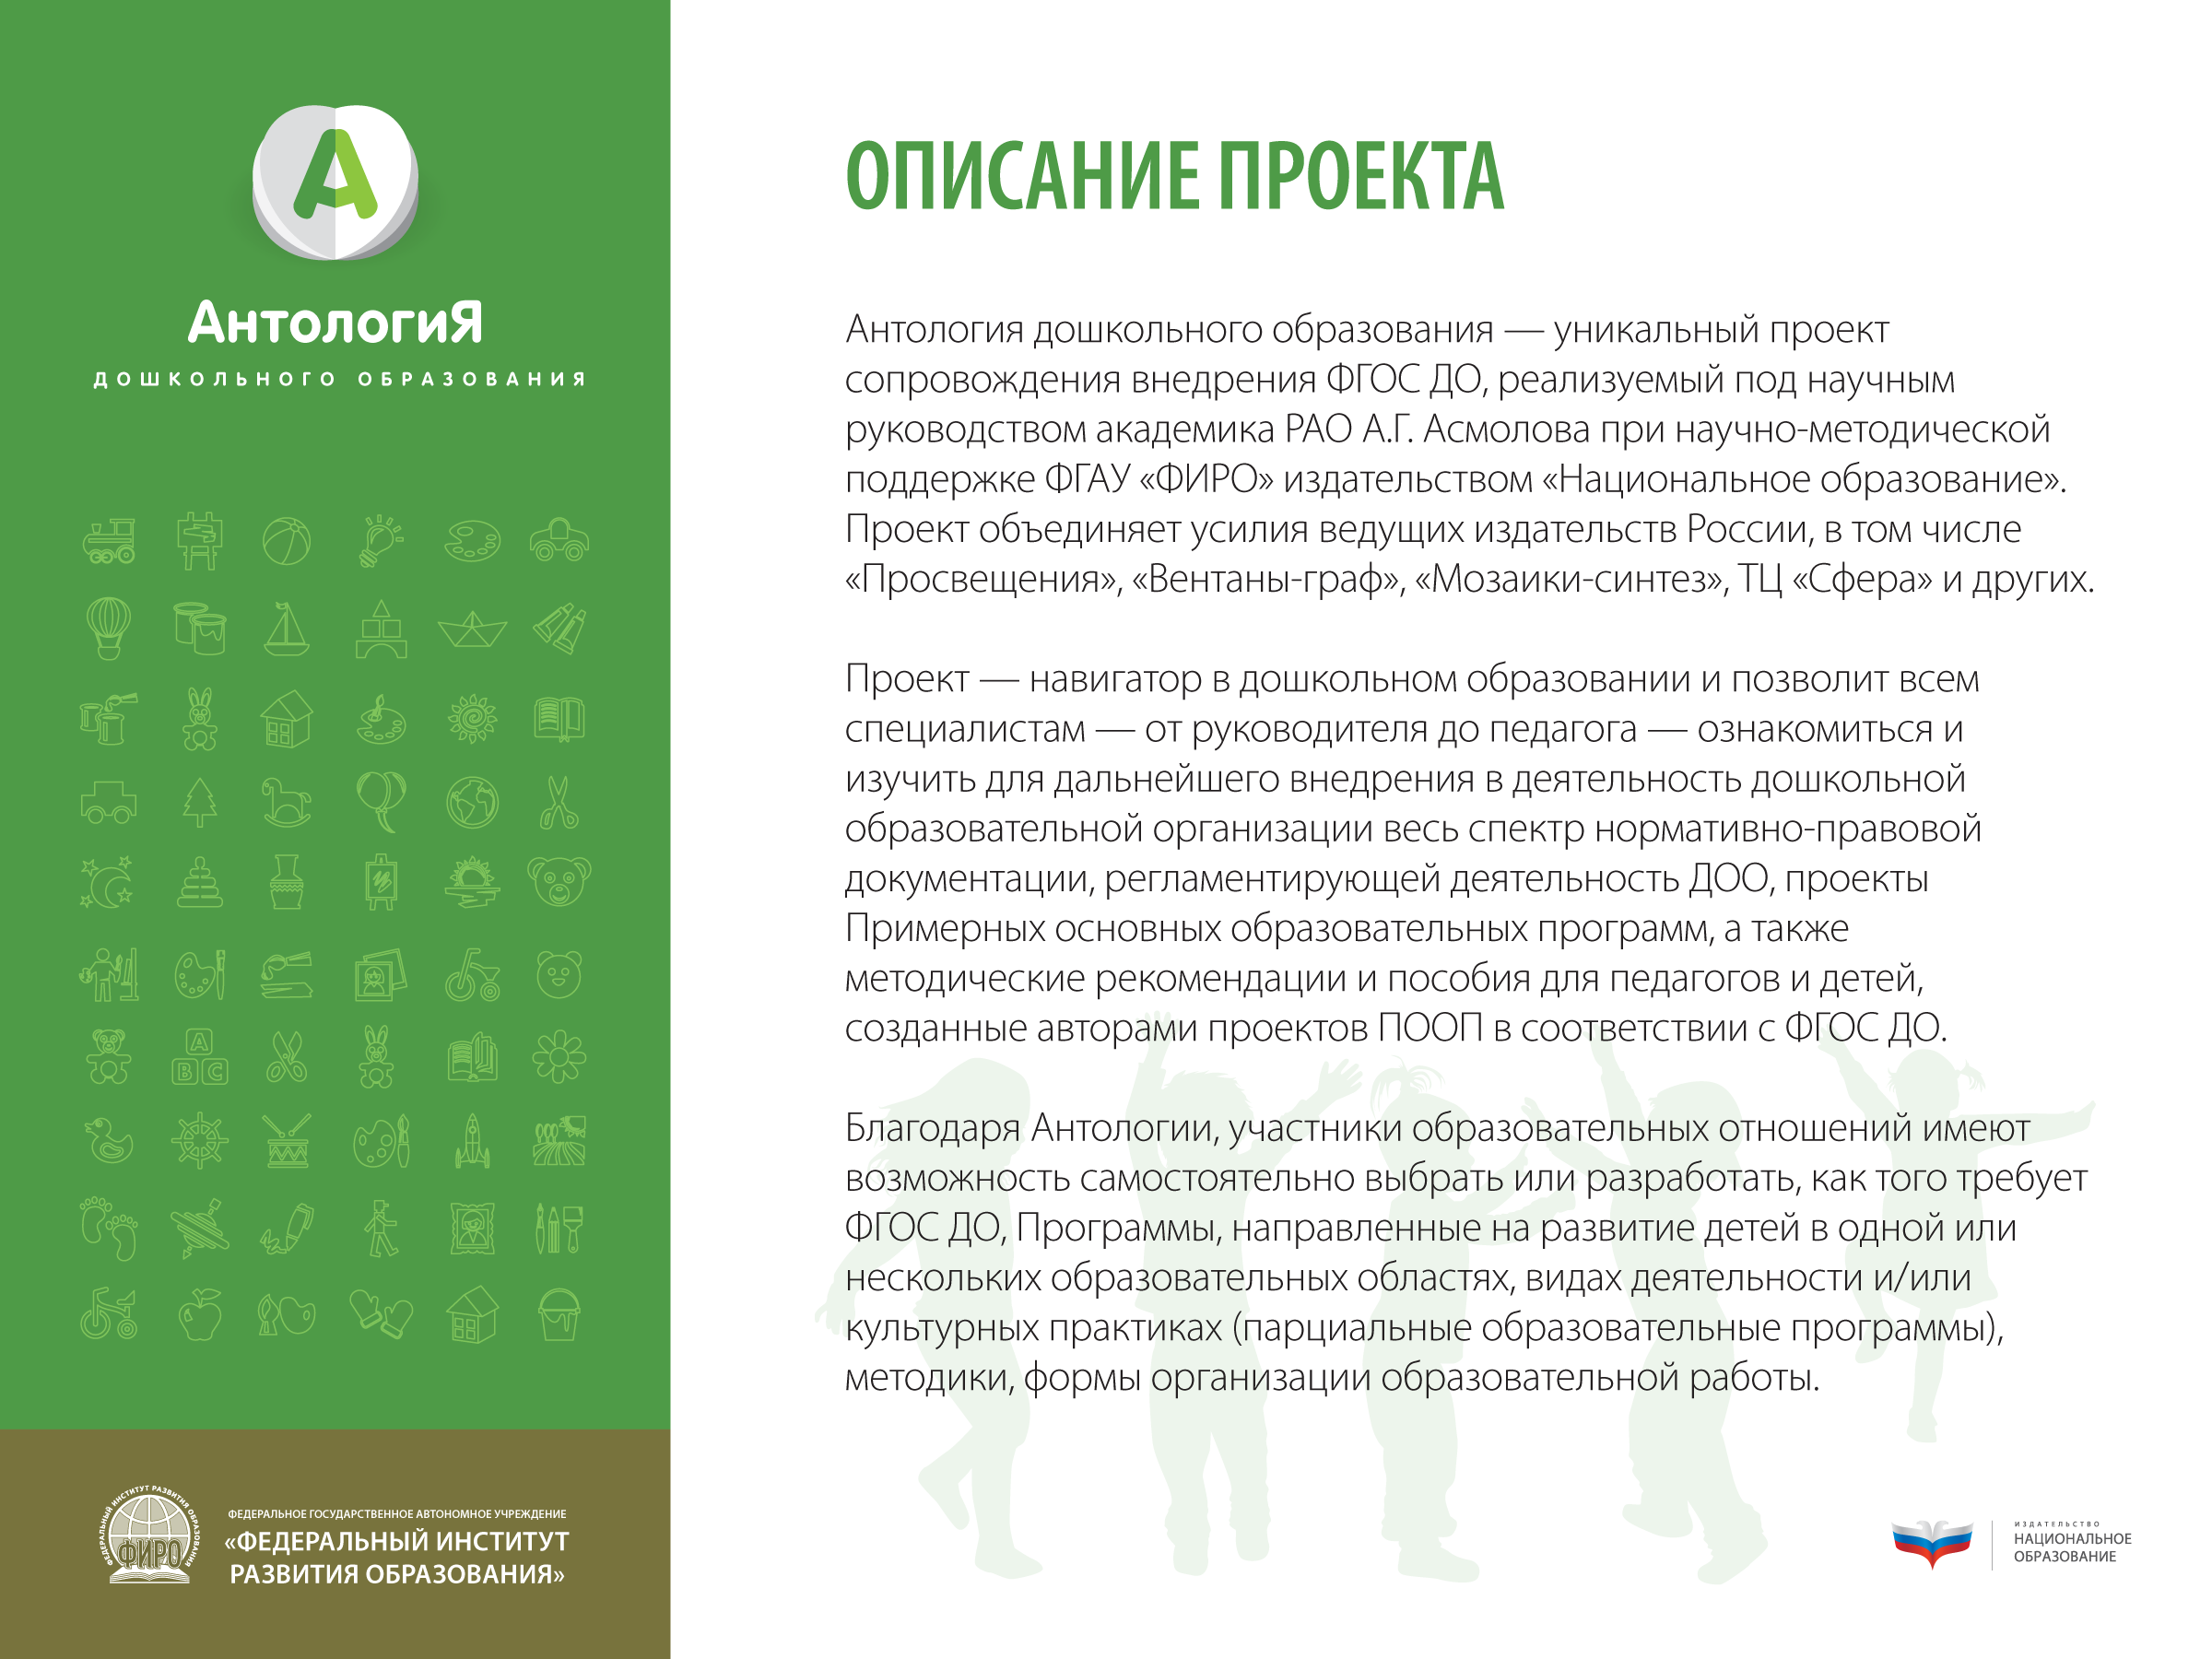 А
АнтологиЯ
ДОШКОЛЬНОГО ОБРАЗОВАНИЯ
A
B C
ФЕДЕРАЛЬНЫЙ ИНСТИТУТ РАЗВИТИЯ ОБРАЗОВАНИЯ
ФИРО
ФЕДЕРАЛЬНОЕ ГОСУДАРСТВЕННОЕ АВТОНОМНОЕ УЧРЕЖДЕНИЕ
«ФЕДЕРАЛЬНЫЙ ИНСТИТУТ
РАЗВИТИЯ ОБРАЗОВАНИЯ»
ОПИСАНИЕ ПРОЕКТА
Антология дошкольного образования — уникальный проект
сопровождения внедрения ФГОС ДО, реализуемый под научным
руководством академика РАО А.Г. Асмолова при научно-методической
поддержке ФГАУ «ФИРО» издательством «Национальное образование».
Проект объединяет усилия ведущих издательств России, в том числе
«Просвещения», «Вентаны-граф», «Мозаики-синтез», ТЦ «Сфера» и других.
Проект — навигатор в дошкольном образовании и позволит всем
специалистам — от руководителя до педагога — ознакомиться и
изучить для дальнейшего внедрения в деятельность дошкольной
образовательной организации весь спектр нормативно-правовой
документации, регламентирующей деятельность ДОО, проекты
Примерных основных образовательных программ, а также
методические рекомендации и пособия для педагогов и детей,
созданные авторами проектов ПООП в соответствии с ФГОС ДО.
Благодаря Антологии, участники образовательных отношений имеют
возможность самостоятельно выбрать или разработать, как того требует
ФГОС ДО, Программы, направленные на развитие детей в одной или
нескольких образовательных областях, видах деятельности и/или
культурных практиках (парциальные образовательные программы),
методики, формы организации образовательной работы.
ИЗДАТЕЛЬСТВО
НАЦИОНАЛЬНОЕ
ОБРАЗОВАНИЕ